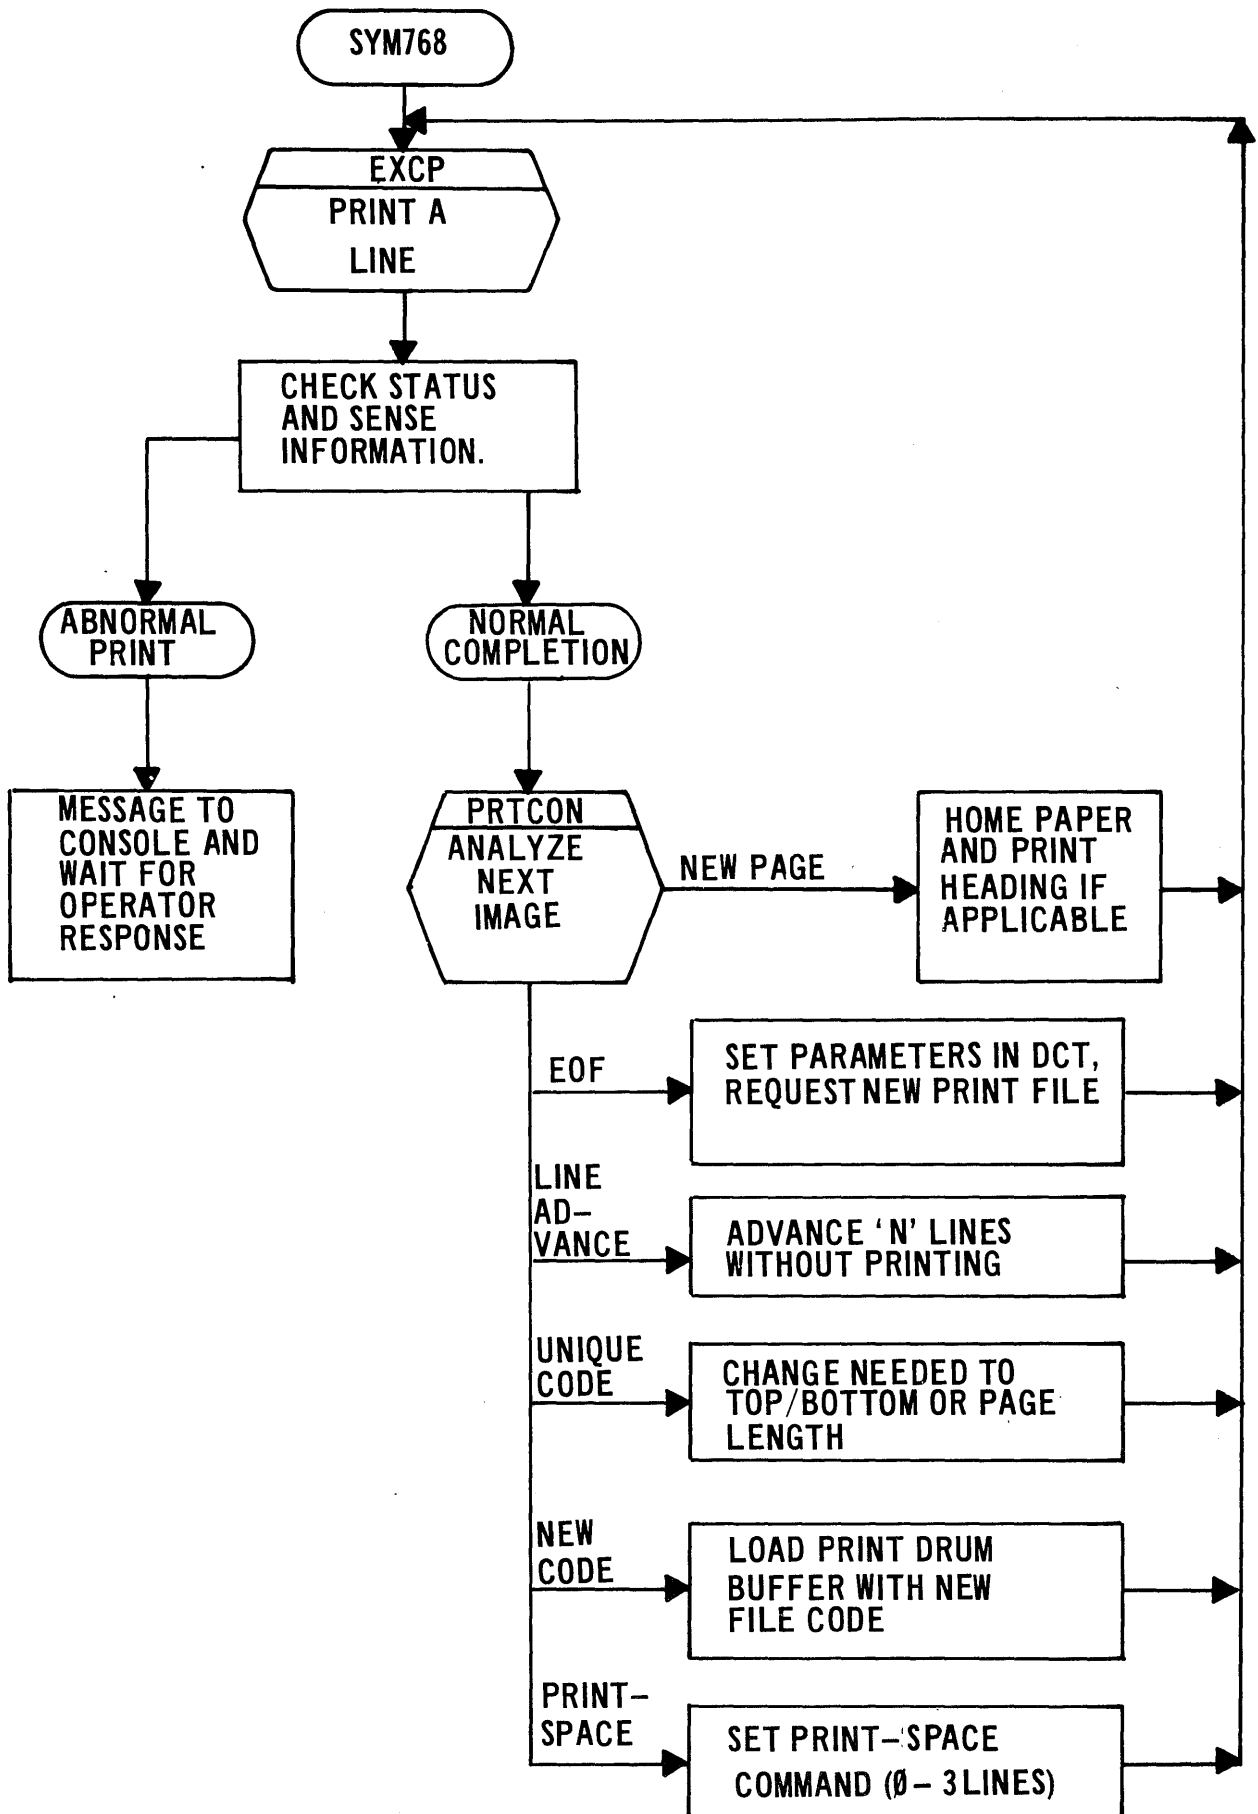 SYM768
EXCP
PRINT A
LINE
CHECK STATUS
AND SENSE
INFORMATION.
ABNORMAL
PRINT
NORMAL
COMPLETION
MESSAGE TO
CONSOLE AND
WAIT FOR
OPERATOR
RESPONSE
PRTCON
ANALYZE
NEXT
IMAGE
NEW PAGE
HOME PAPER
AND PRINT
HEADING IF
APPLICABLE
EOF
SET PARAMETERS IN DCT,
REQUEST NEW PRINT FILE
LINE
AD-
VANCE
ADVANCE 'N' LINES
WITHOUT PRINTING
UNIQUE
CODE
CHANGE NEEDED TO
TOP/BOTTOM OR PAGE
LENGTH
NEW
CODE
LOAD PRINT DRUM
BUFFER WITH NEW
FILE CODE
PRINT-
SPACE
SET PRINT-SPACE
COMMAND (Ø - 3 LINES)